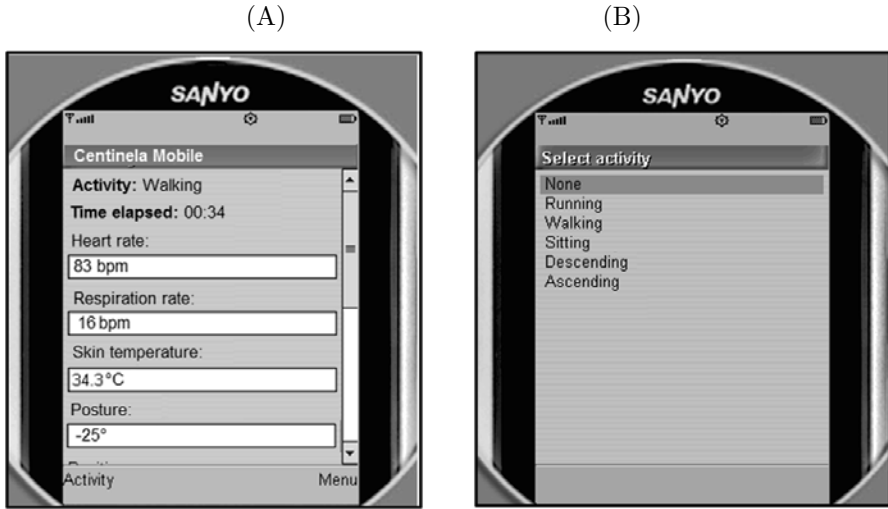 (A)
SANYO
Centinela Mobile
Activity: Walking
Time elapsed: 00:34
Heart rate:
83 bpm
Respiration rate:
16 bpm
Skin temperature:
34.3°C
Posture:
-25°
Activity Menu
(B)
SANYO
Select activity
None
Running
Walking
Sitting
Descending
Ascending